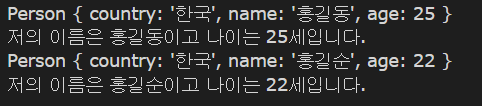 Person { country: '한국', name: '홍길동', age: 25 }
저의 이름은 홍길동이고 나이는 25세입니다.
Person { country: '한국', name: '홍길순', age: 22 }
저의 이름은 홍길순이고 나이는 22세입니다.